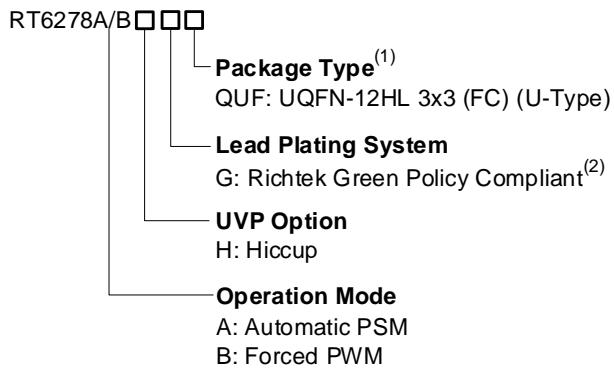 RT6278A/B
Package Type(1)
QUF: UQFN-12HL 3x3 (FC) (U-Type)
Lead Plating System
G: Richtek Green Policy Compliant(2)
UVP Option
H: Hiccup
Operation Mode
A: Automatic PSM
B: Forced PWM